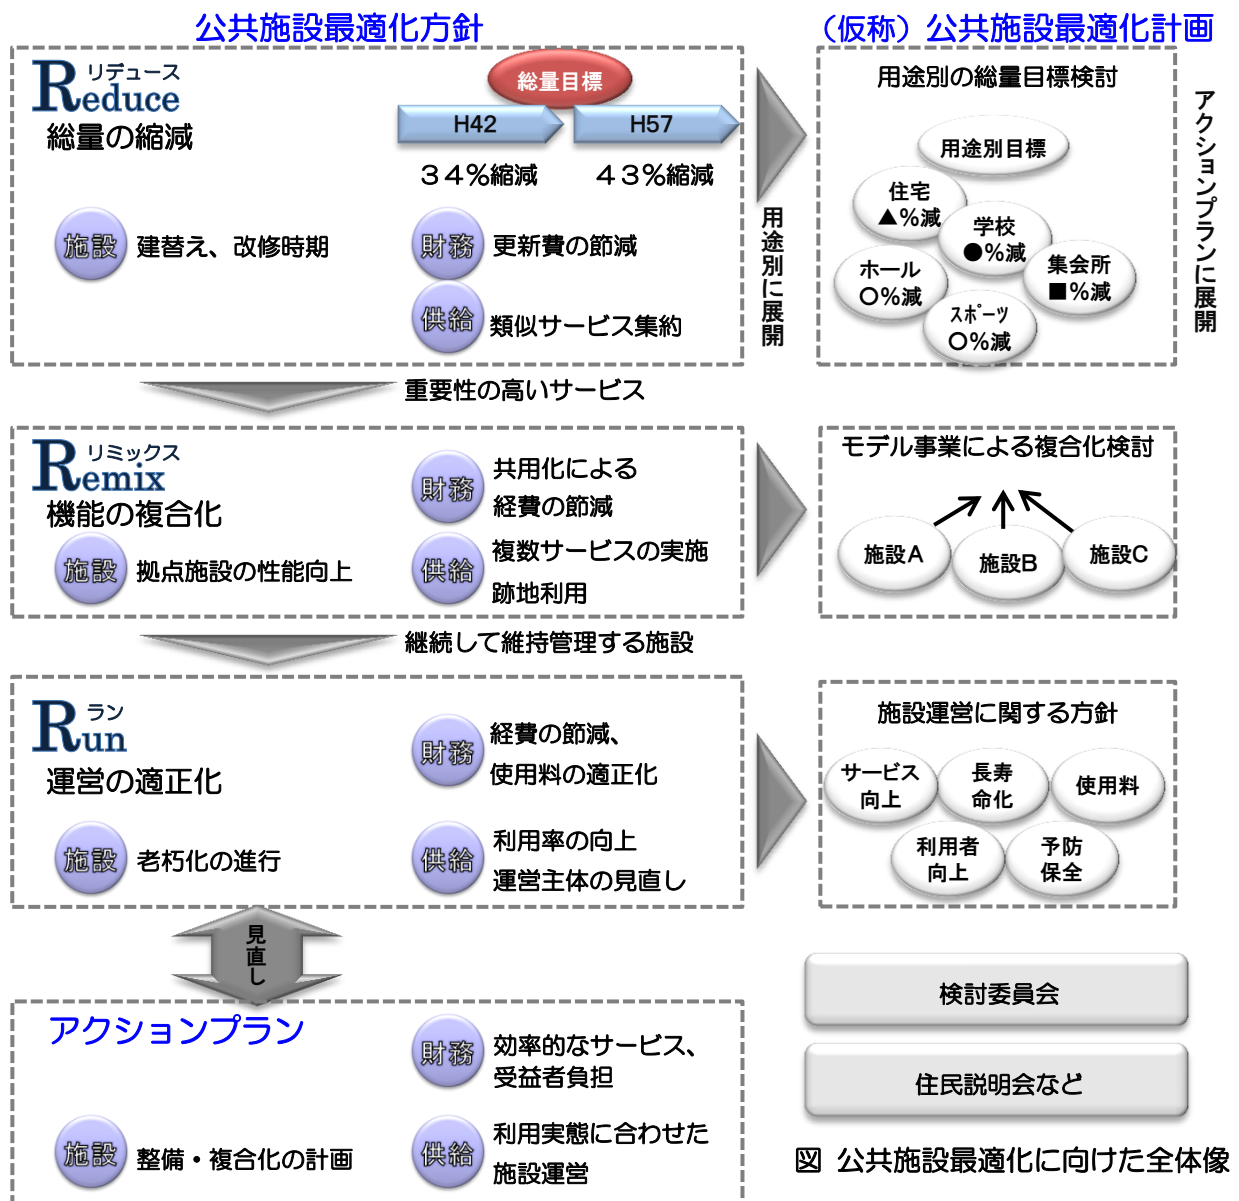 公共施設最適化方針
（仮称）公共施設最適化計画
リデュース
Reduce
総量の縮減
総量目標
H42
H57
３４％縮減
４３％縮減
施設
建替え、改修時期
財務
更新費の節減
供給
類似サービス集約
用途別に展開
用途別の総量目標検討
用途別目標
住宅
▲％減
学校
●％減
ホール
○％減
集会所
■％減
スポーツ
○％減
アクションプランに展開
重要性の高いサービス
リミックス
Remix
機能の複合化
施設
拠点施設の性能向上
財務
共用化による
経費の節減
供給
複数サービスの実施
跡地利用
モデル事業による複合化検討
施設A
施設B
施設C
継続して維持管理する施設
ラン
Run
運営の適正化
施設
老朽化の進行
財務
経費の節減、
使用料の適正化
供給
利用率の向上
運営主体の見直し
施設運営に関する方針
サービス
向上
長寿
命化
使用料
利用者
向上
予防
保全
見直し
アクションプラン
施設
整備・複合化の計画
財務
効率的なサービス、
受益者負担
供給
利用実態に合わせた
施設運営
検討委員会
住民説明会など
図 公共施設最適化に向けた全体像